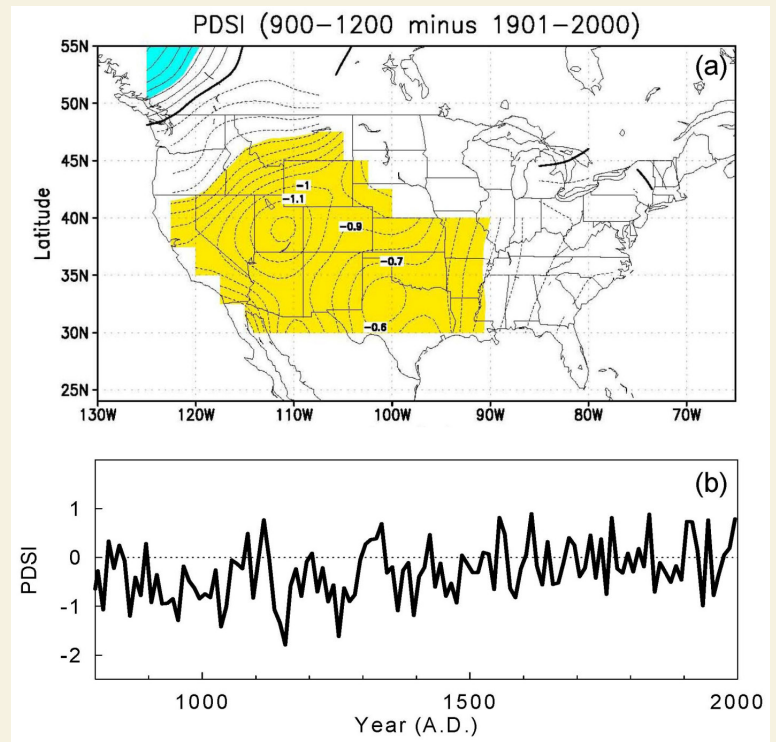 PDSI (900−1200 minus 1901−2000)
(a)
55N
50N
45N
40N
35N
30N
25N
Latitude
−1
−1.1
−0.9
−0.7
−0.6
130W 120W 110W 100W 90W 80W 70W
(b)
1
0
-1
-2
PDSI
1000 1500 2000
Year (A.D.)